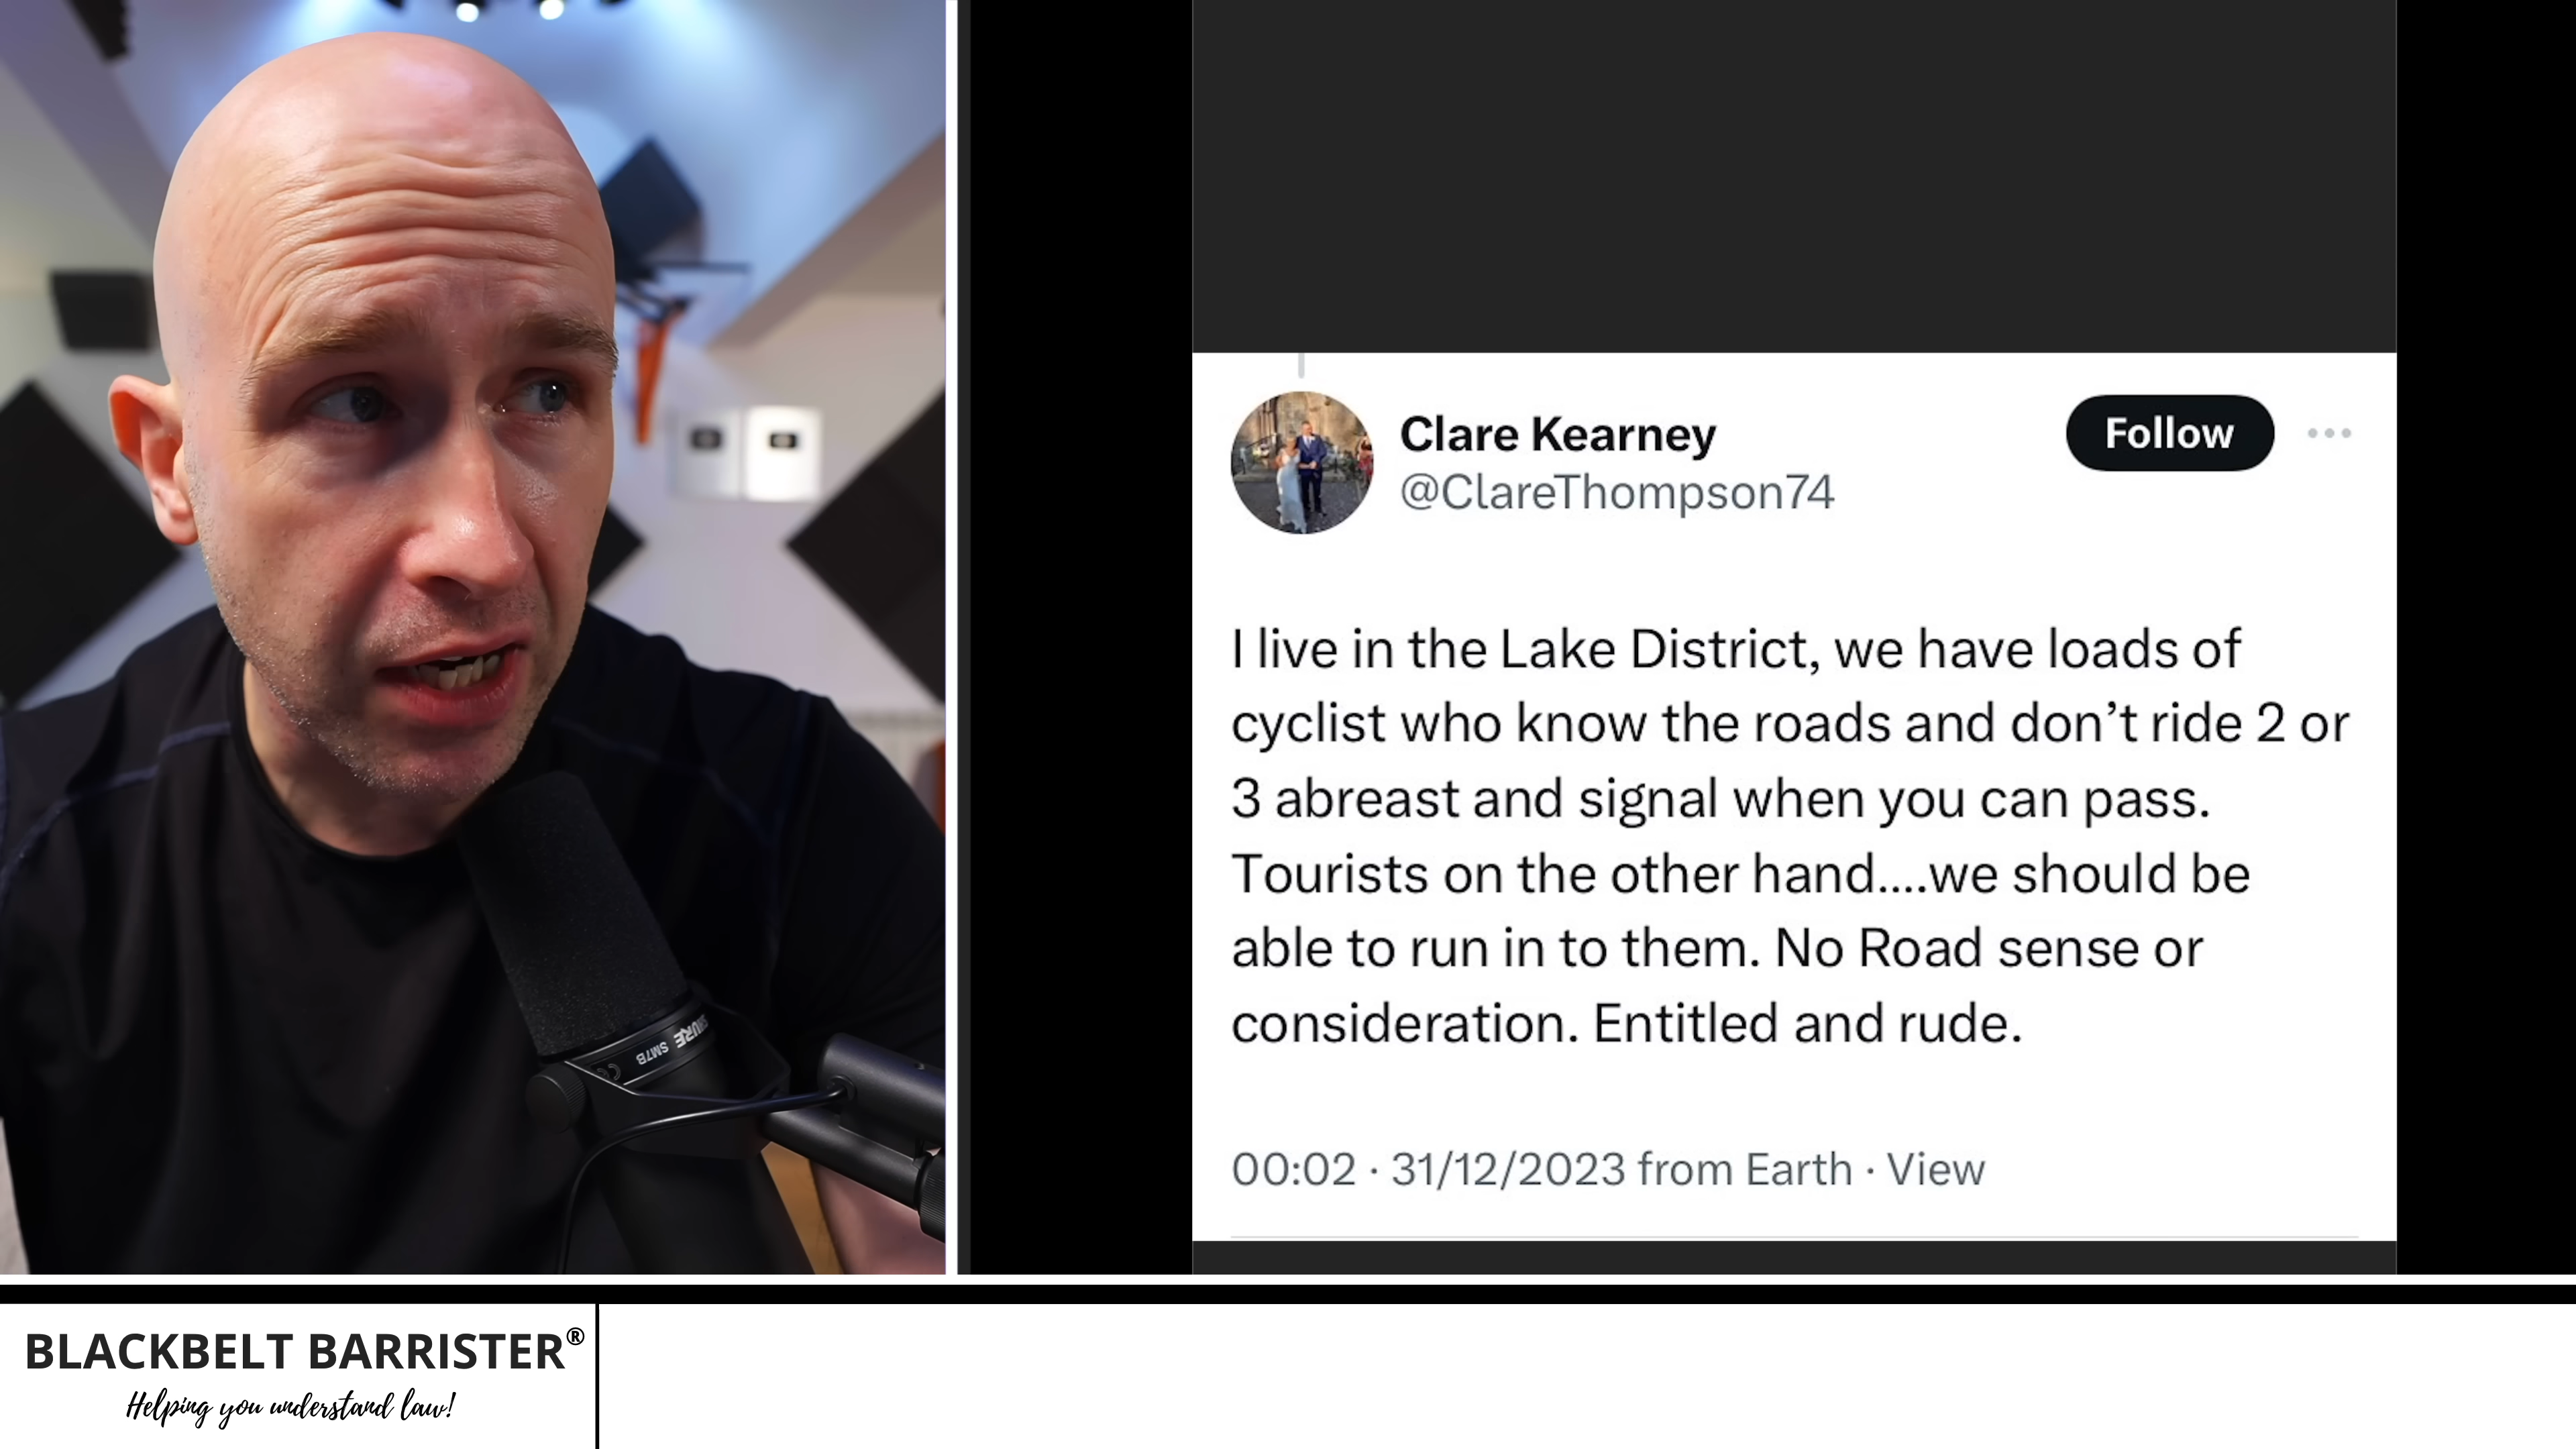 SHURE SM7B
Clare Kearney
@ClareThompson74
Follow
I live in the Lake District, we have loads of
cyclist who know the roads and don’t ride 2 or
3 abreast and signal when you can pass.
Tourists on the other hand....we should be
able to run in to them. No Road sense or
consideration. Entitled and rude.
00:02 · 31/12/2023 from Earth · View
BLACKBELT BARRISTER®
Helping you understand law!